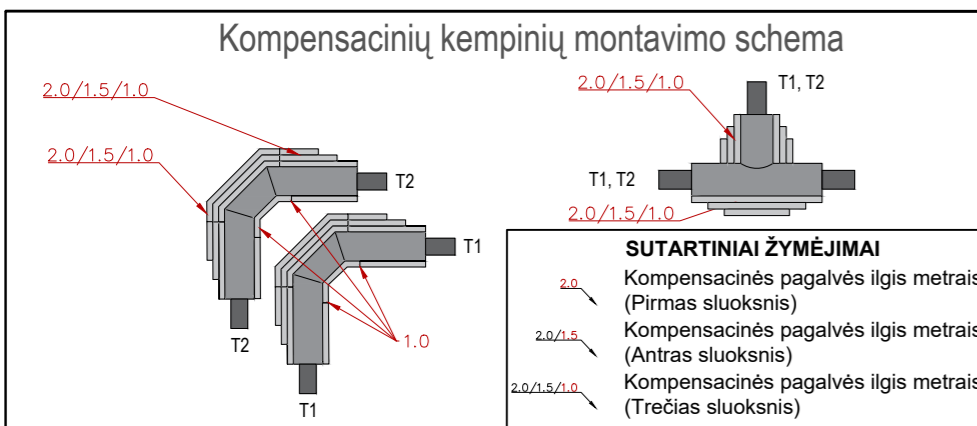 Kompensacinių kempinių montavimo schema
2.0/1.5/1.0
2.0/1.5/1.0
T2
T1
T2
T1
1.0
2.0/1.5/1.0
T1, T2
T1, T2
2.0/1.5/1.0
SUTARTINIAI ŽYMĖJIMAI
2.0
Kompensacinės pagalvės ilgis metrais
(Pirmas sluoksnis)
2.0/1.5
Kompensacinės pagalvės ilgis metrais
(Antras sluoksnis)
2.0/1.5/1.0
Kompensacinės pagalvės ilgis metrais
(Trečias sluoksnis)